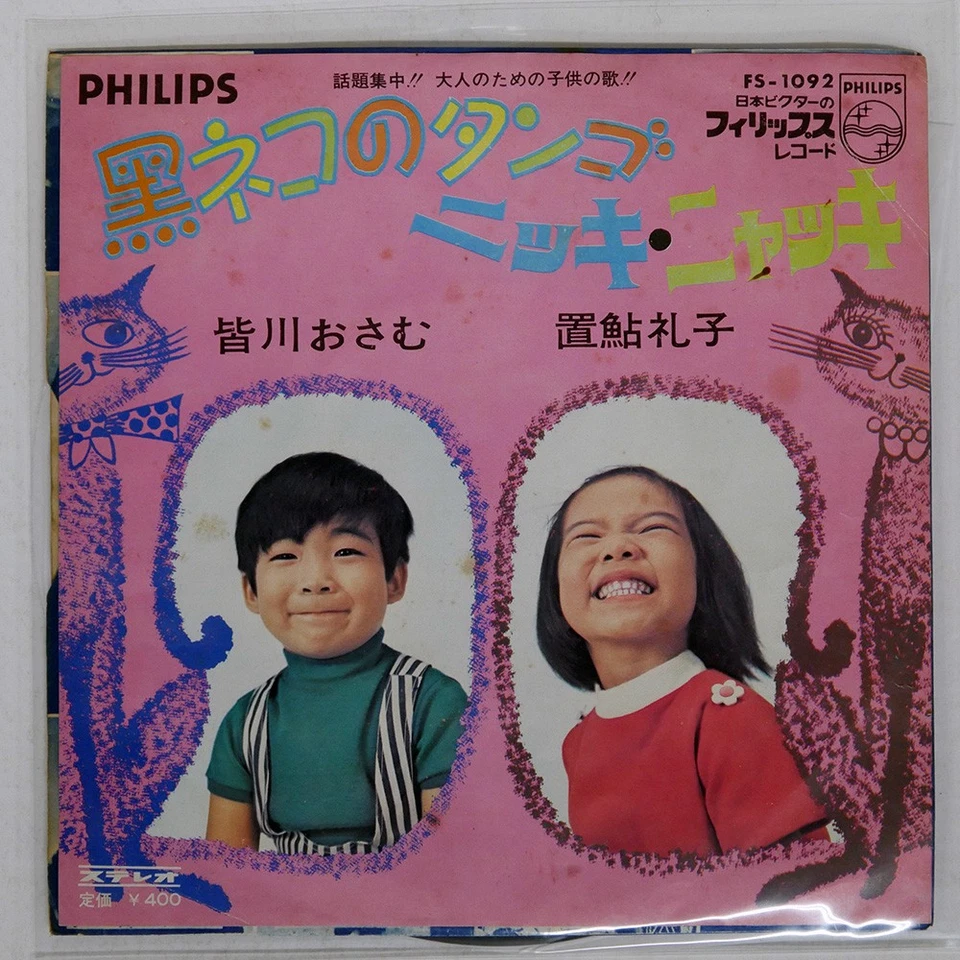 PHILIPS
話題集中!! 大人のための子供の歌!!
FS-1092
日本ビクターの
フィリップス
レコード
PHILIPS
黒ネコのタンゴ
ニッキ・ニャッキ
皆川おさむ
置鮎礼子
ステレオ
定価 ¥400